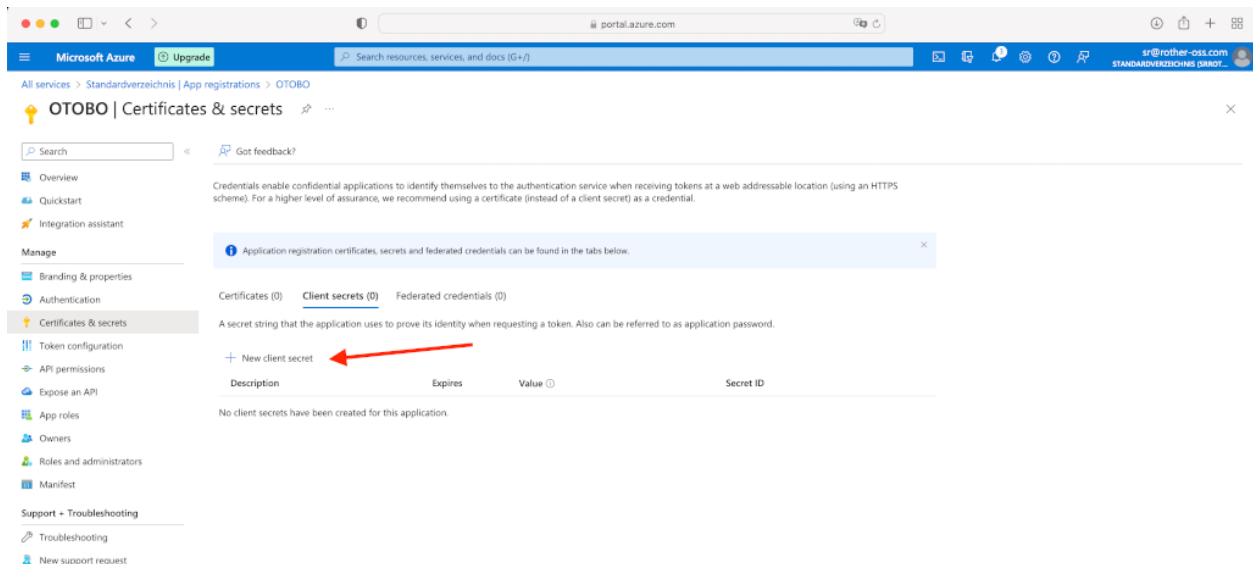 portal.azure.com
Microsoft Azure
Upgrade
Search resources, services, and docs (G+/)
1
sr@rother-oss.com
STANDARDVERZEICHNIS (SRROT...
All services > Standardverzeichnis | App registrations > OTOBO
OTOBO | Certificates & secrets
Search
Got feedback?
Overview
Quickstart
Integration assistant
Manage
Branding & properties
Authentication
Certificates & secrets
Token configuration
API permissions
Expose an API
App roles
Owners
Roles and administrators
Manifest
Support + Troubleshooting
Troubleshooting
New support request
Credentials enable confidential applications to identify themselves to the authentication service when receiving tokens at a web addressable location (using an HTTPS
scheme). For a higher level of assurance, we recommend using a certificate (instead of a client secret) as a credential.
Application registration certificates, secrets and federated credentials can be found in the tabs below.
Certificates (0) Client secrets (0) Federated credentials (0)
A secret string that the application uses to prove its identity when requesting a token. Also can be referred to as application password.
New client secret
Description Expires Value Secret ID
No client secrets have been created for this application.